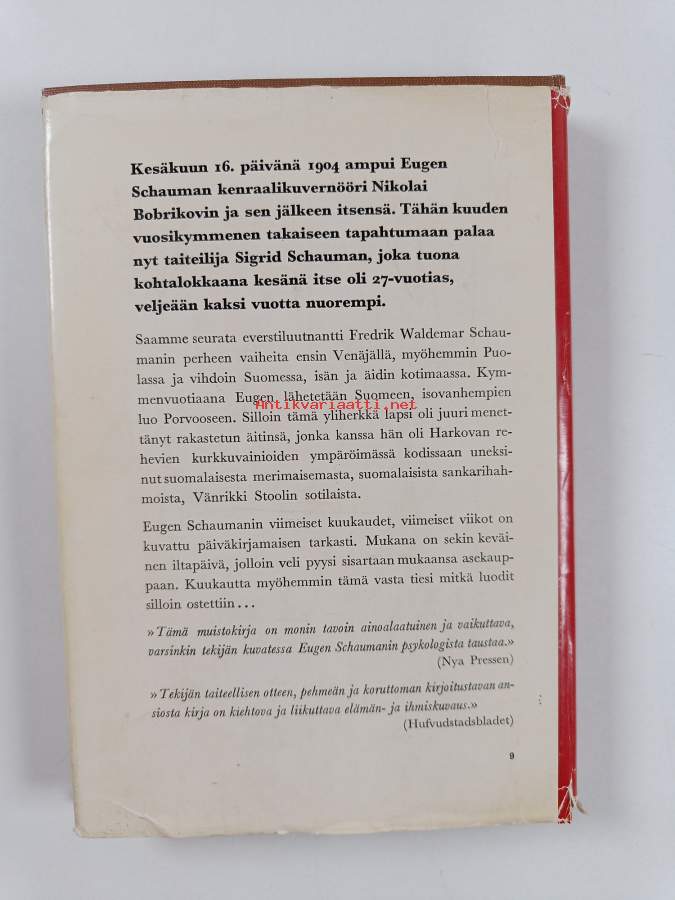 Kesäkuun 16. päivänä 1904 ampui Eugen
Schauman kenraalikuvernööri Nikolai
Bobrikovin ja sen jälkeen itsensä. Tähän kuuden
vuosikymmenen takaiseen tapahtumaan palaa
nyt taiteilija Sigrid Schauman, joka tuona
kohtalokkaana kesänä itse oli 27-vuotias,
veljeään kaksi vuotta nuorempi.
Saamme seurata everstiluutnantti Fredrik Waldemar Schau-
manin perheen vaiheita ensin Venäjällä, myöhemmin Puo-
lassa ja vihdoin Suomessa, isän ja äidin kotimaassa. Kym-
menvuotiaana Eugen lähetetään Suomeen, isovanhempien
Antikvariaatti.net
luo Porvooseen. Silloin tämä yliherkkä lapsi oli juuri menet-
tänyt rakastetun äitinsä, jonka kanssa hän oli Harkovan re-
hevien kurkkuvainioiden ympäröimässä kodissaan uneksi-
nut suomalaisesta merimaisemasta, suomalaisista sankarihah-
moista, Vänrikki Stoolin sotilaista.
Eugen Schaumanin viimeiset kuukaudet, viimeiset viikot on
kuvattu päiväkirjamaisen tarkasti. Mukana on sekin keväi-
nen iltapäivä, jolloin veli pyysi sisartaan mukaansa asekaup-
paan. Kuukautta myöhemmin tämä vasta tiesi mitkä luodit
silloin ostettiin...
»Tämä muistokirja on monin tavoin ainoalaatuinen ja vaikuttava,
varsinkin tekijän kuvatessa Eugen Schaumanin psykologista taustaa.»
(Nya Pressen)
»Tekijän taiteellisen otteen, pehmeän ja koruttoman kirjoitustavan an-
siosta kirja on kiehtova ja liikuttava elämän- ja ihmiskuvaus.»
(Hufvudstadsbladet)
9